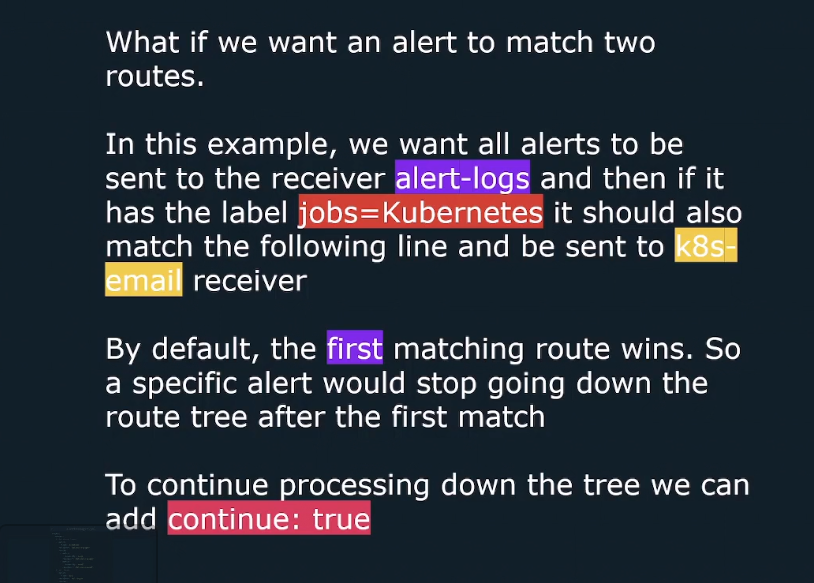 What if we want an alert to match two
routes.
In this example, we want all alerts to be
sent to the receiver alert-logs and then if it
has the label jobs=Kubernetes it should also
match the following line and be sent to k8s-
email receiver
By default, the first matching route wins. So
a specific alert would stop going down the
route tree after the first match
To continue processing down the tree we can
add continue: true